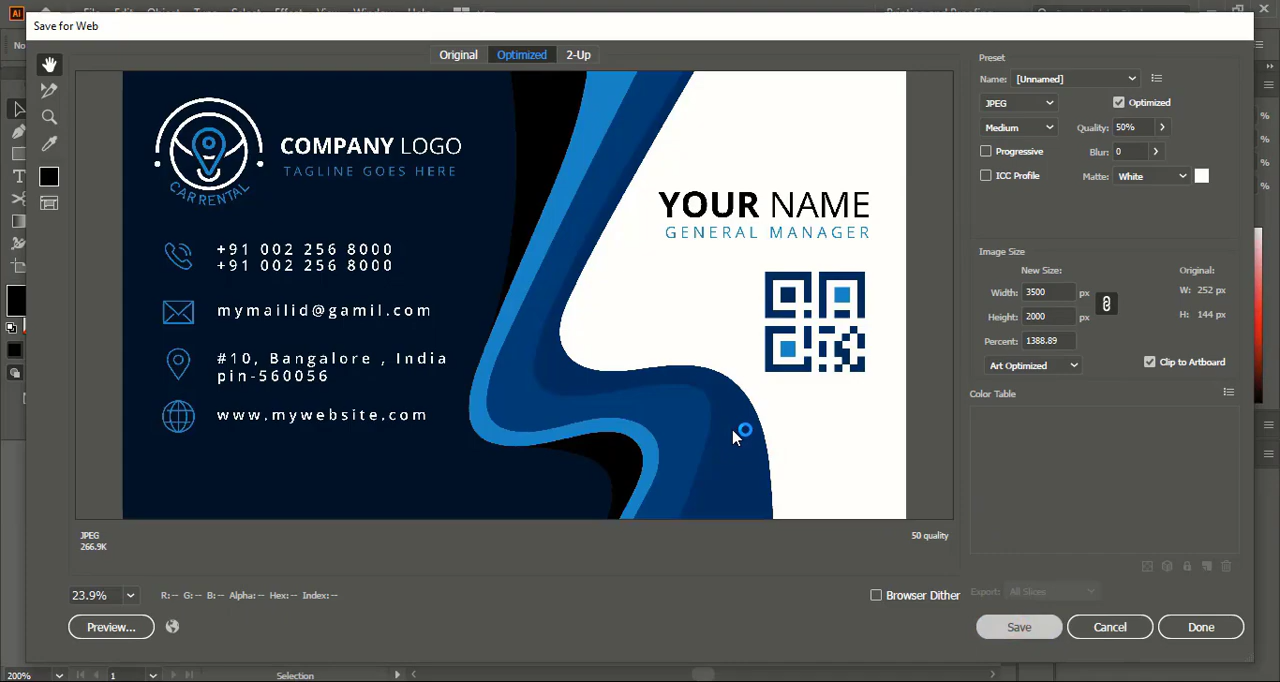 Save for Web
Original
Optimized
2-Up
CAR RENTAL
COMPANY LOGO
TAGLINE GOES HERE
+91 002 256 8000
+91 002 256 8000
mymailid@gamil.com
#10, Bangalore , India
pin-560056
www.mywebsite.com
YOUR NAME
GENERAL MANAGER
JPEG
266.9K
50 quality
23.9%
R: --
G: --
B: --
Alpha: --
Hex: --
Index: --
Browser Dither
Preview...
Preset
Name: [Unnamed]
JPEG
Optimized
Medium
Quality: 50%
Progressive
Blur: 0
ICC Profile
Matte: White
Image Size
New Size:
Original:
Width: 3500 px
W: 252 px
Height: 2000 px
H: 144 px
Percent: 1388.89
Art Optimized
Clip to Artboard
Color Table
Export: All Slices
Save
Cancel
Done
200%
1
Selection